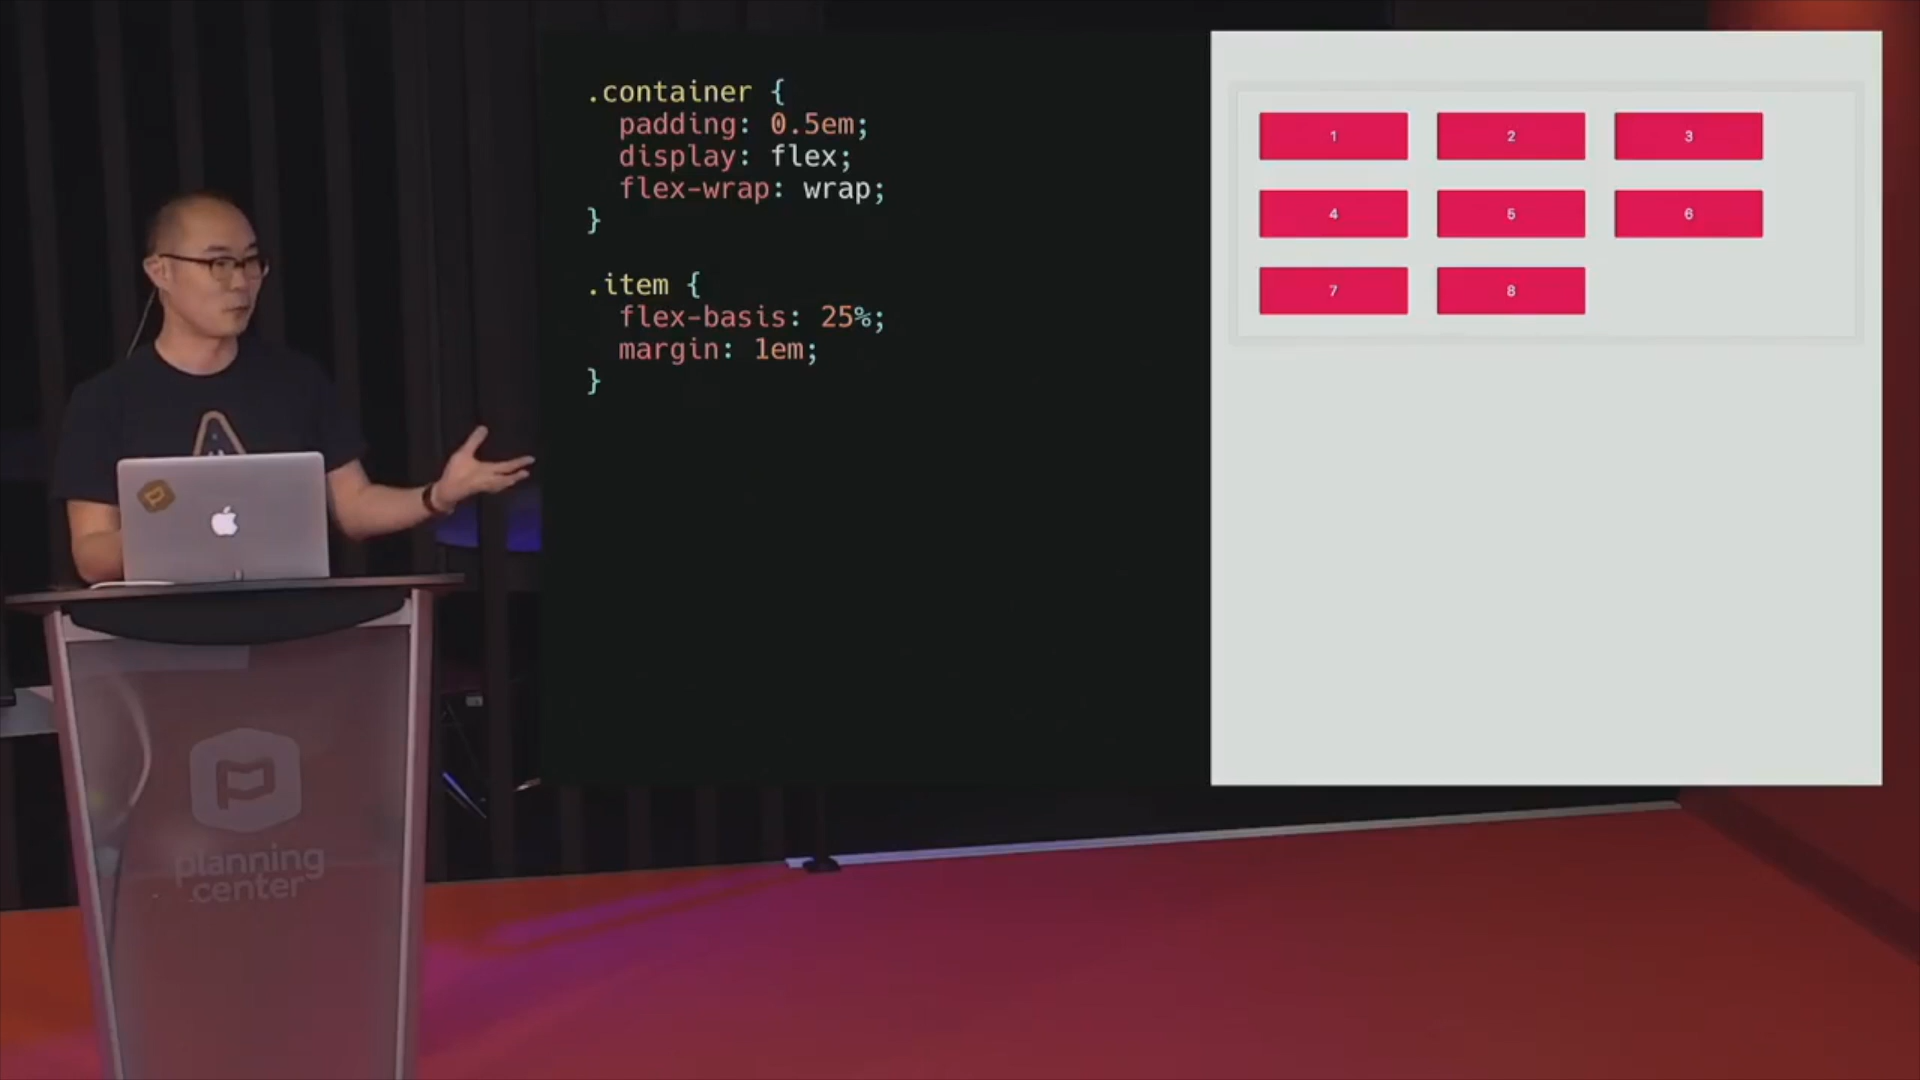 .container {
padding: 0.5em;
display: flex;
flex-wrap: wrap;
}
.item {
flex-basis: 25%;
margin: 1em;
}
1 2 3
4 5 6
7 8
planning
center